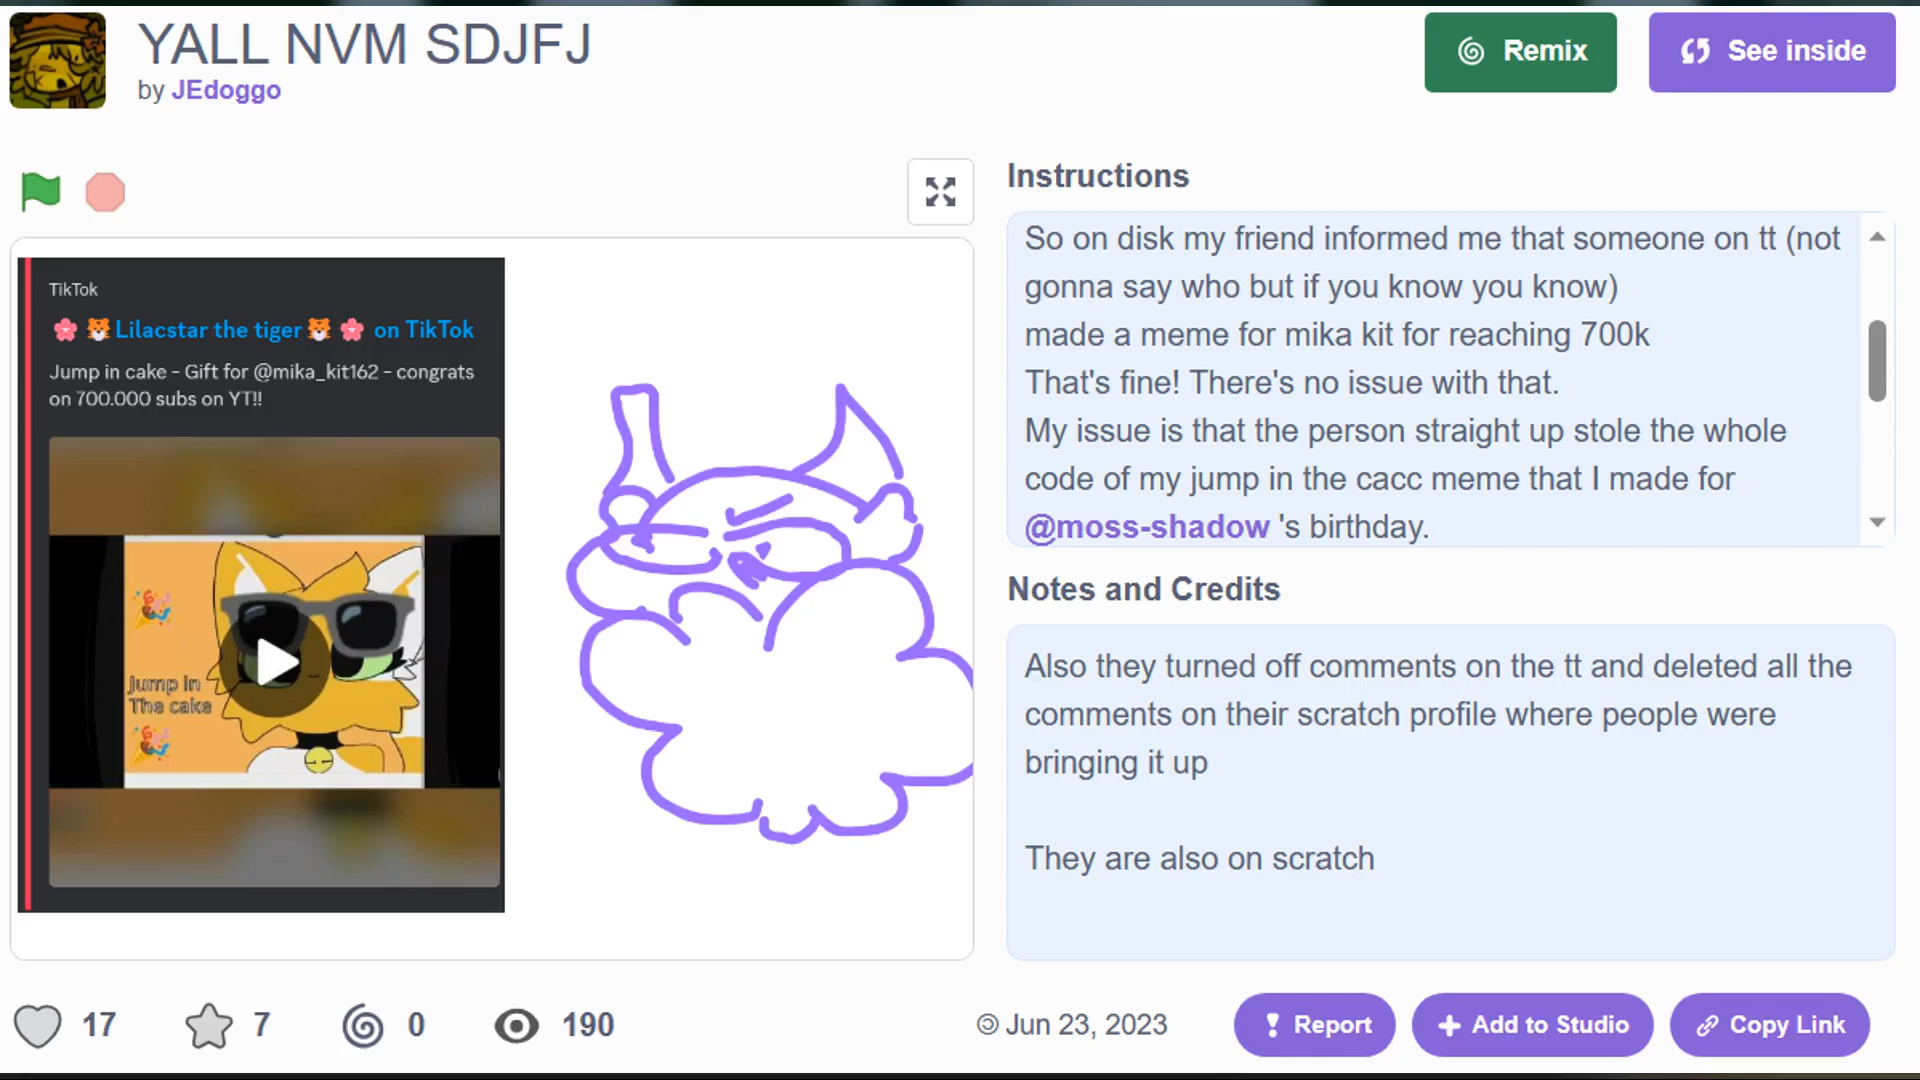 YALL NVM SDJFJ
by JEdoggo
Remix
See inside
TikTok
🌸 🐯Lilacstar the tiger🐯 🌸 on TikTok
Jump in cake - Gift for @mika_kit162 - congrats
on 700.000 subs on YT!!
Jump in
The cake
Instructions
So on disk my friend informed me that someone on tt (not
gonna say who but if you know you know)
made a meme for mika kit for reaching 700k
That's fine! There's no issue with that.
My issue is that the person straight up stole the whole
code of my jump in the cacc meme that I made for
@moss-shadow 's birthday.
Notes and Credits
Also they turned off comments on the tt and deleted all the
comments on their scratch profile where people were
bringing it up
They are also on scratch
17
7
0
190
Jun 23, 2023
Report
Add to Studio
Copy Link